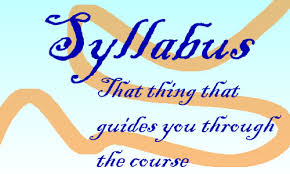 Syllabus
That thing that
guides you through
the course